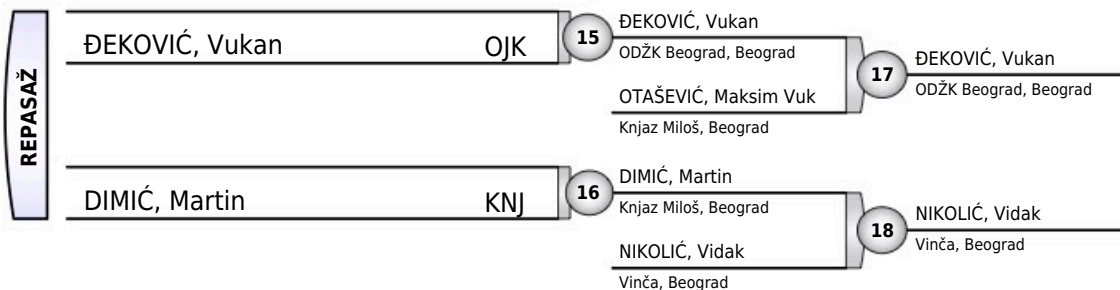 REPASAŽ
ĐEKOVIĆ, Vukan OJK
15
ĐEKOVIĆ, Vukan
ODŽK Beograd, Beograd
OTAŠEVIĆ, Maksim Vuk
Knjaz Miloš, Beograd
17
ĐEKOVIĆ, Vukan
ODŽK Beograd, Beograd
DIMIĆ, Martin KNJ
16
DIMIĆ, Martin
Knjaz Miloš, Beograd
NIKOLIĆ, Vidak
Vinča, Beograd
18
NIKOLIĆ, Vidak
Vinča, Beograd